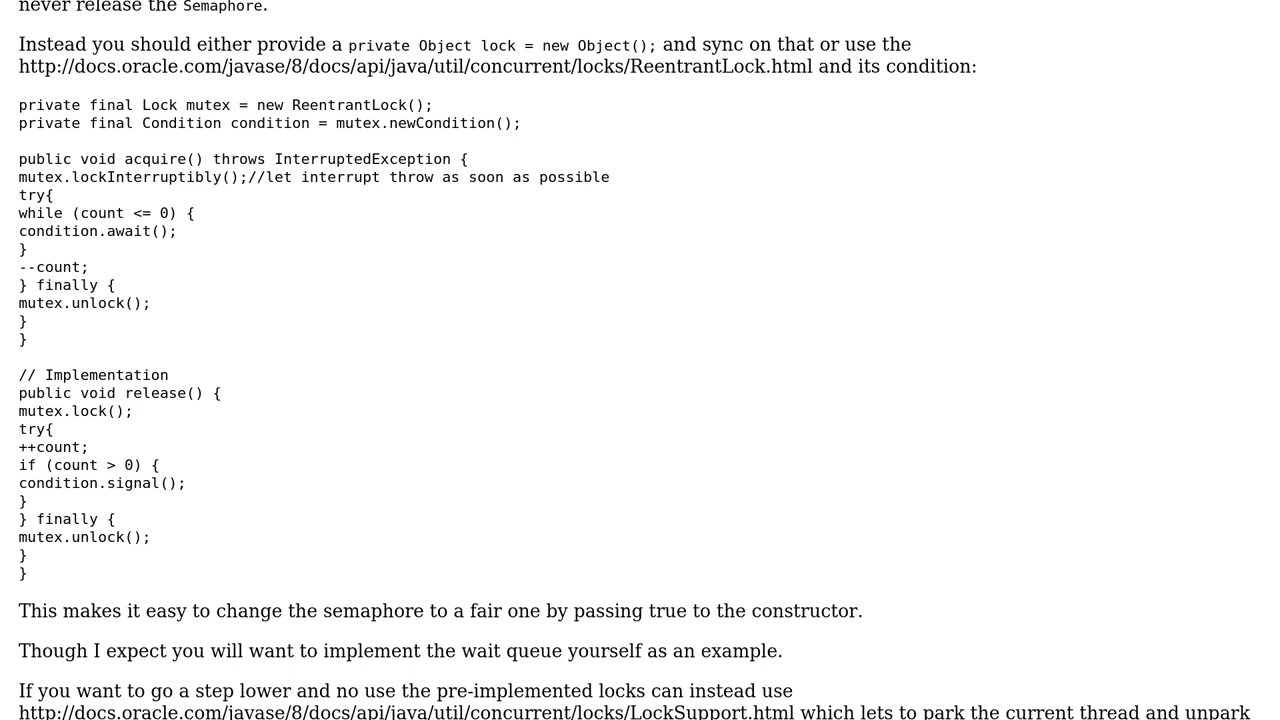 never release the Semaphore.
Instead you should either provide a private Object lock = new Object(); and sync on that or use the
http://docs.oracle.com/javase/8/docs/api/java/util/concurrent/locks/ReentrantLock.html and its condition:
private final Lock mutex = new ReentrantLock();
private final Condition condition = mutex.newCondition();
public void acquire() throws InterruptedException {
mutex.lockInterruptibly();//let interrupt throw as soon as possible
try{
while (count <= 0) {
condition.await();
}
--count;
} finally {
mutex.unlock();
}
}
// Implementation
public void release() {
mutex.lock();
try{
++count;
if (count > 0) {
condition.signal();
}
} finally {
mutex.unlock();
}
}
This makes it easy to change the semaphore to a fair one by passing true to the constructor.
Though I expect you will want to implement the wait queue yourself as an example.
If you want to go a step lower and no use the pre-implemented locks can instead use
http://docs.oracle.com/javase/8/docs/api/java/util/concurrent/locks/LockSupport.html which lets to park the current thread and unpark